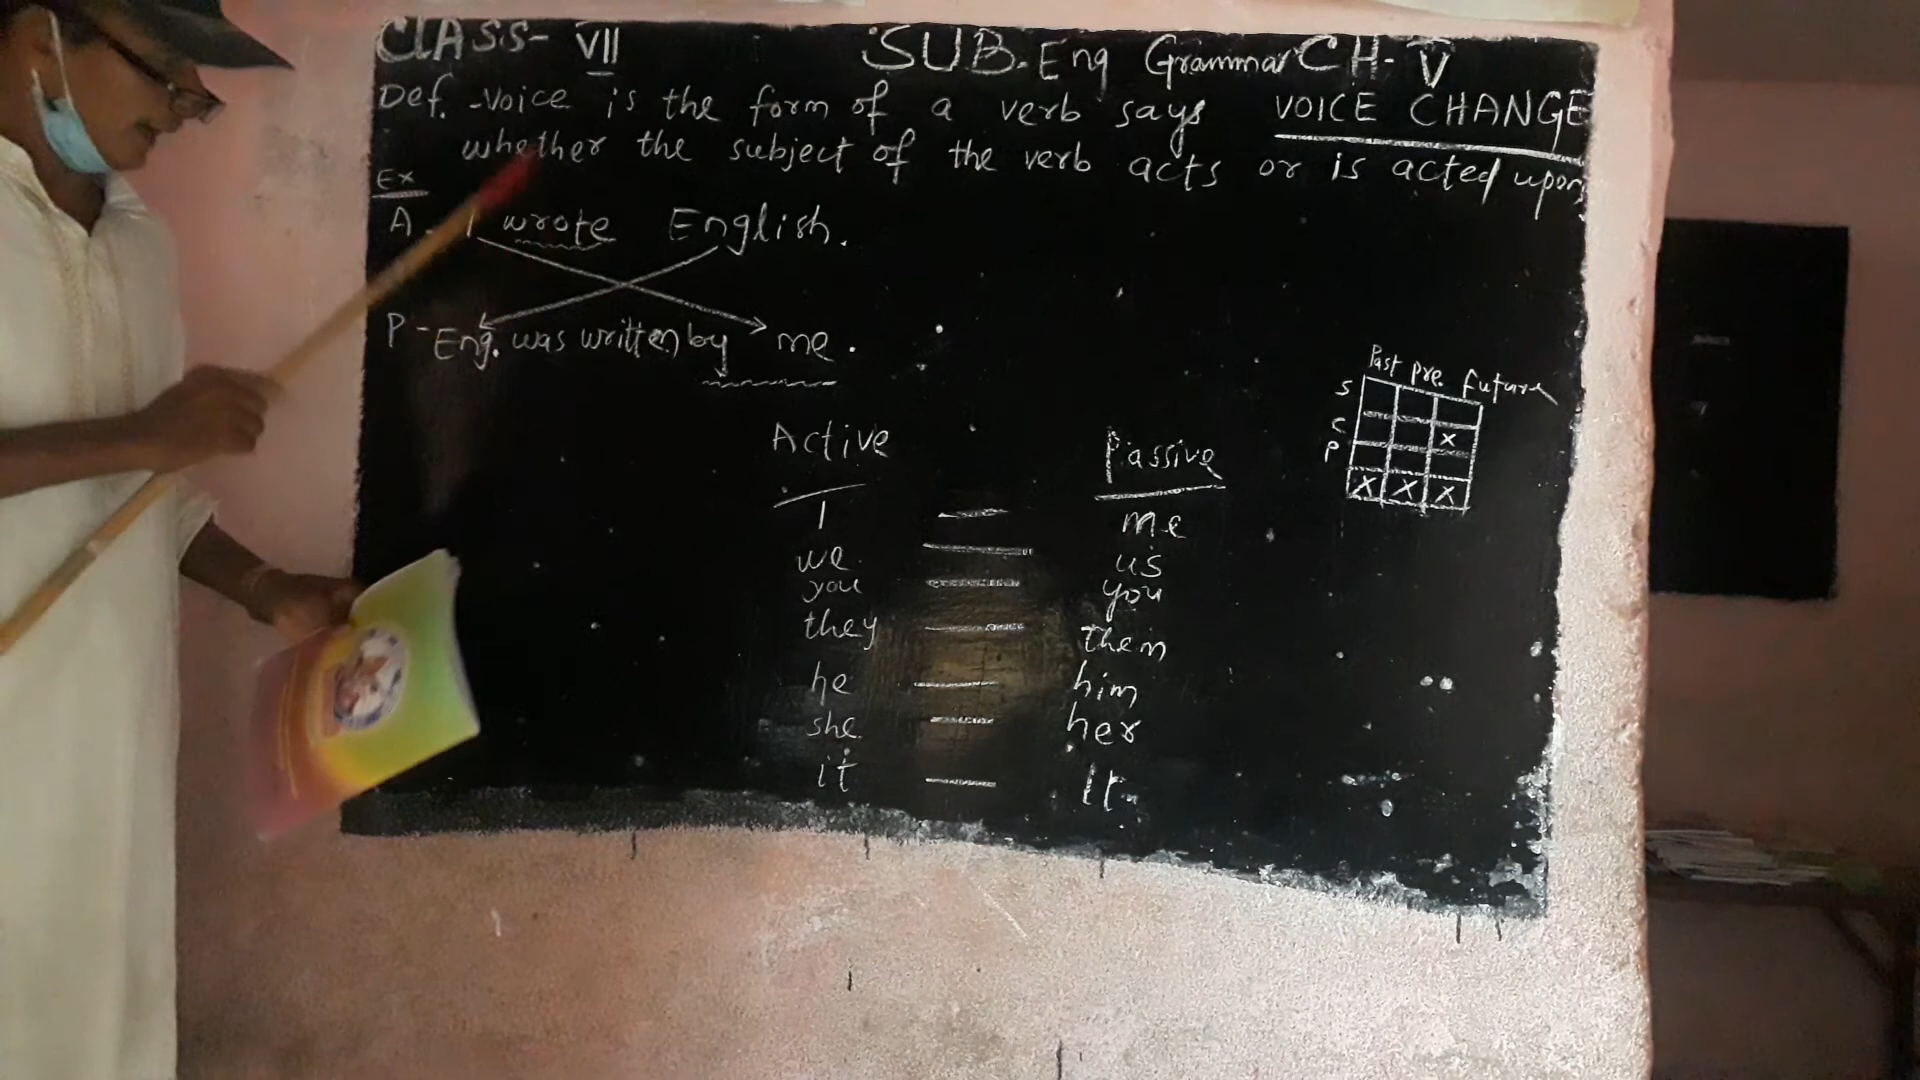 CLASS- VII SUB. Eng Grammar CH- V
Def. -Voice is the form of a verb says VOICE CHANGE
whether the subject of the verb acts or is acted upon
Ex
A - I wrote English.
P - Eng. was written by me.
Past pre. future
S
C X
P
X X X
Active Passive
I — me
we — us
you — you
they — them
he — him
she — her
it — It